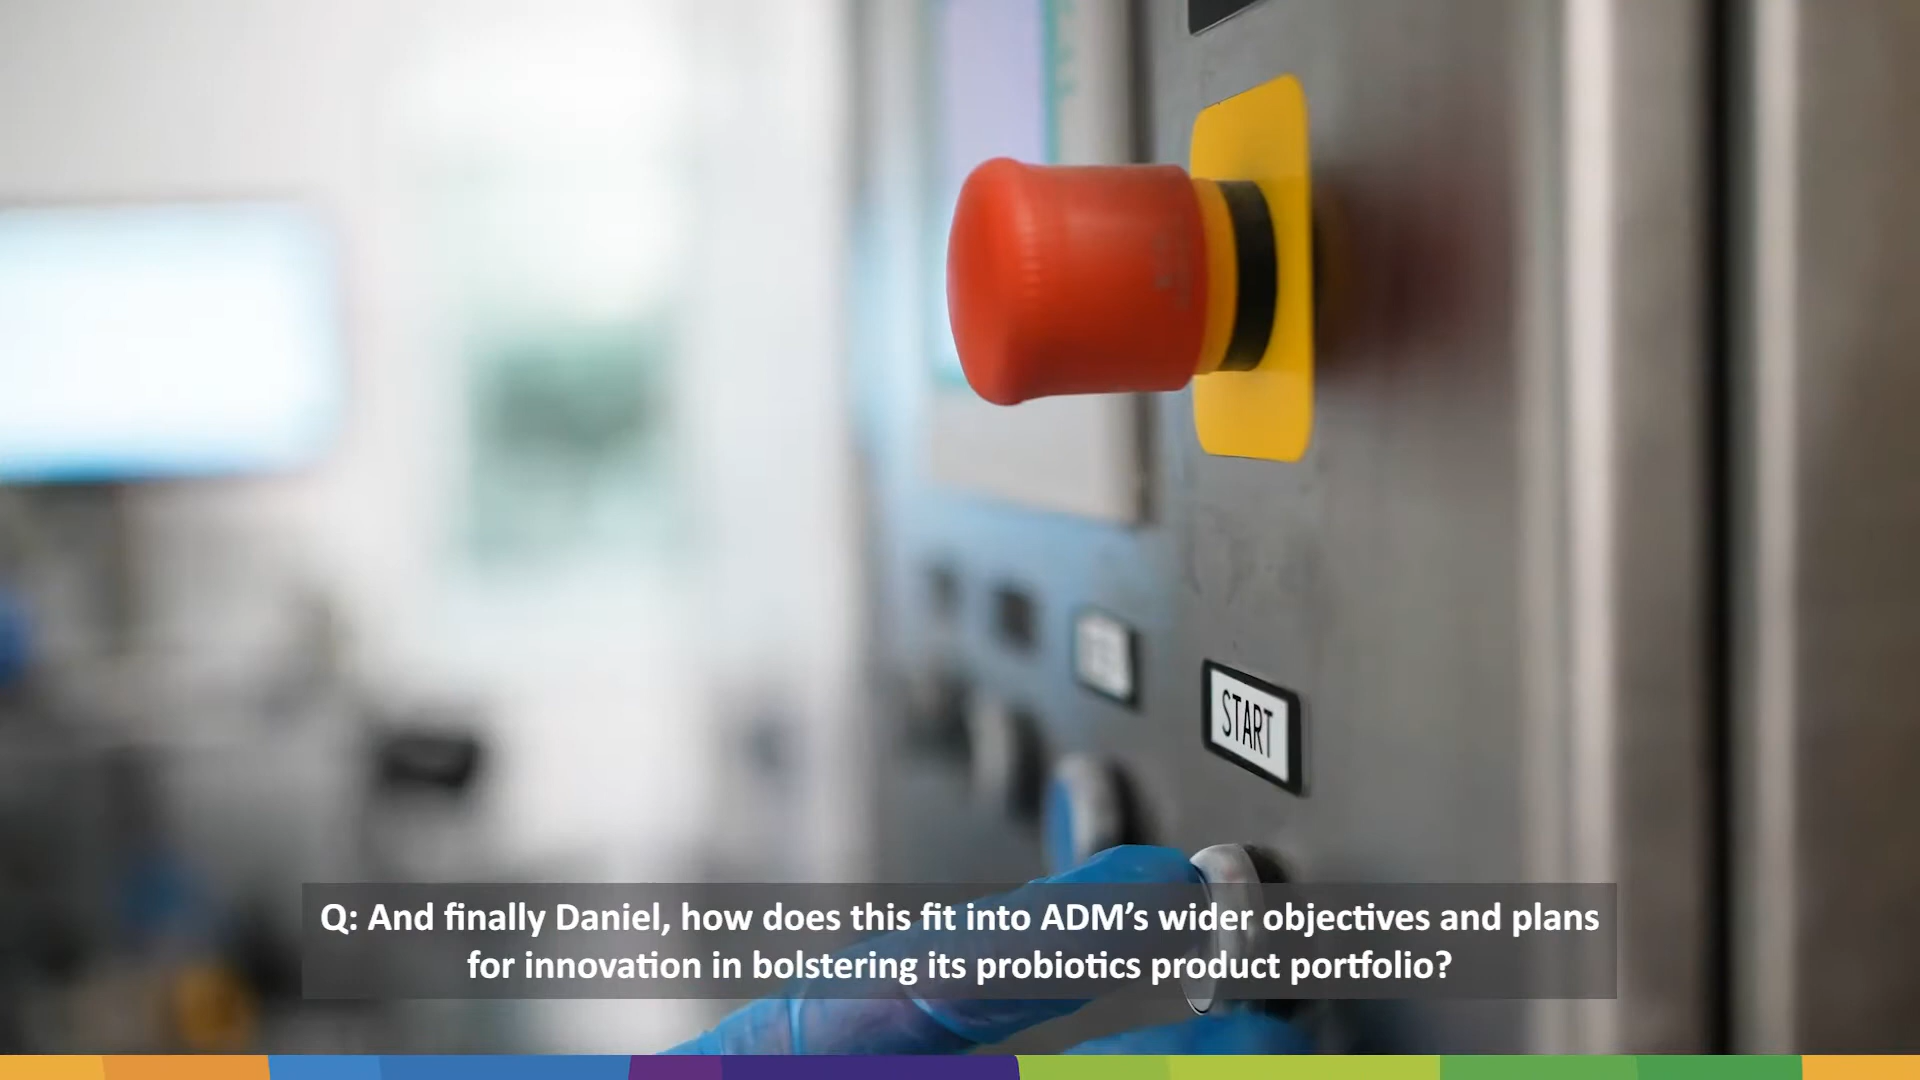 START
Q: And finally Daniel, how does this fit into ADM’s wider objectives and plans
for innovation in bolstering its probiotics product portfolio?